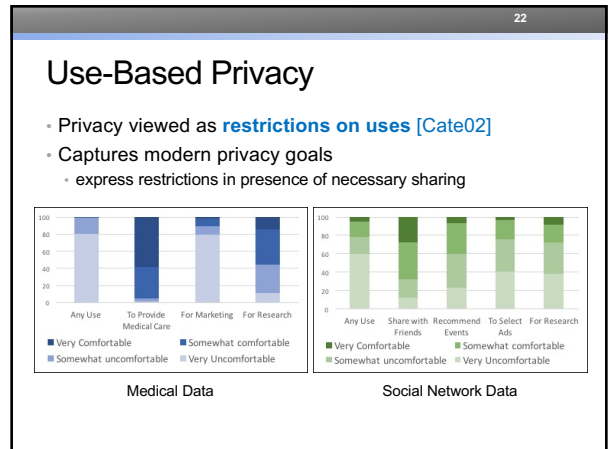 22
Use-Based Privacy
• Privacy viewed as restrictions on uses [Cate02]
• Captures modern privacy goals
• express restrictions in presence of necessary sharing
100
80
60
40
20
0
Any Use
To Provide
Medical Care
For Marketing
For Research
Very Comfortable
Somewhat comfortable
Somewhat uncomfortable
Very Uncomfortable
Medical Data
100
80
60
40
20
0
Any Use
Share with
Friends
Recommend
Events
To Select
Ads
For Research
Very Comfortable
Somewhat comfortable
Somewhat uncomfortable
Very Uncomfortable
Social Network Data